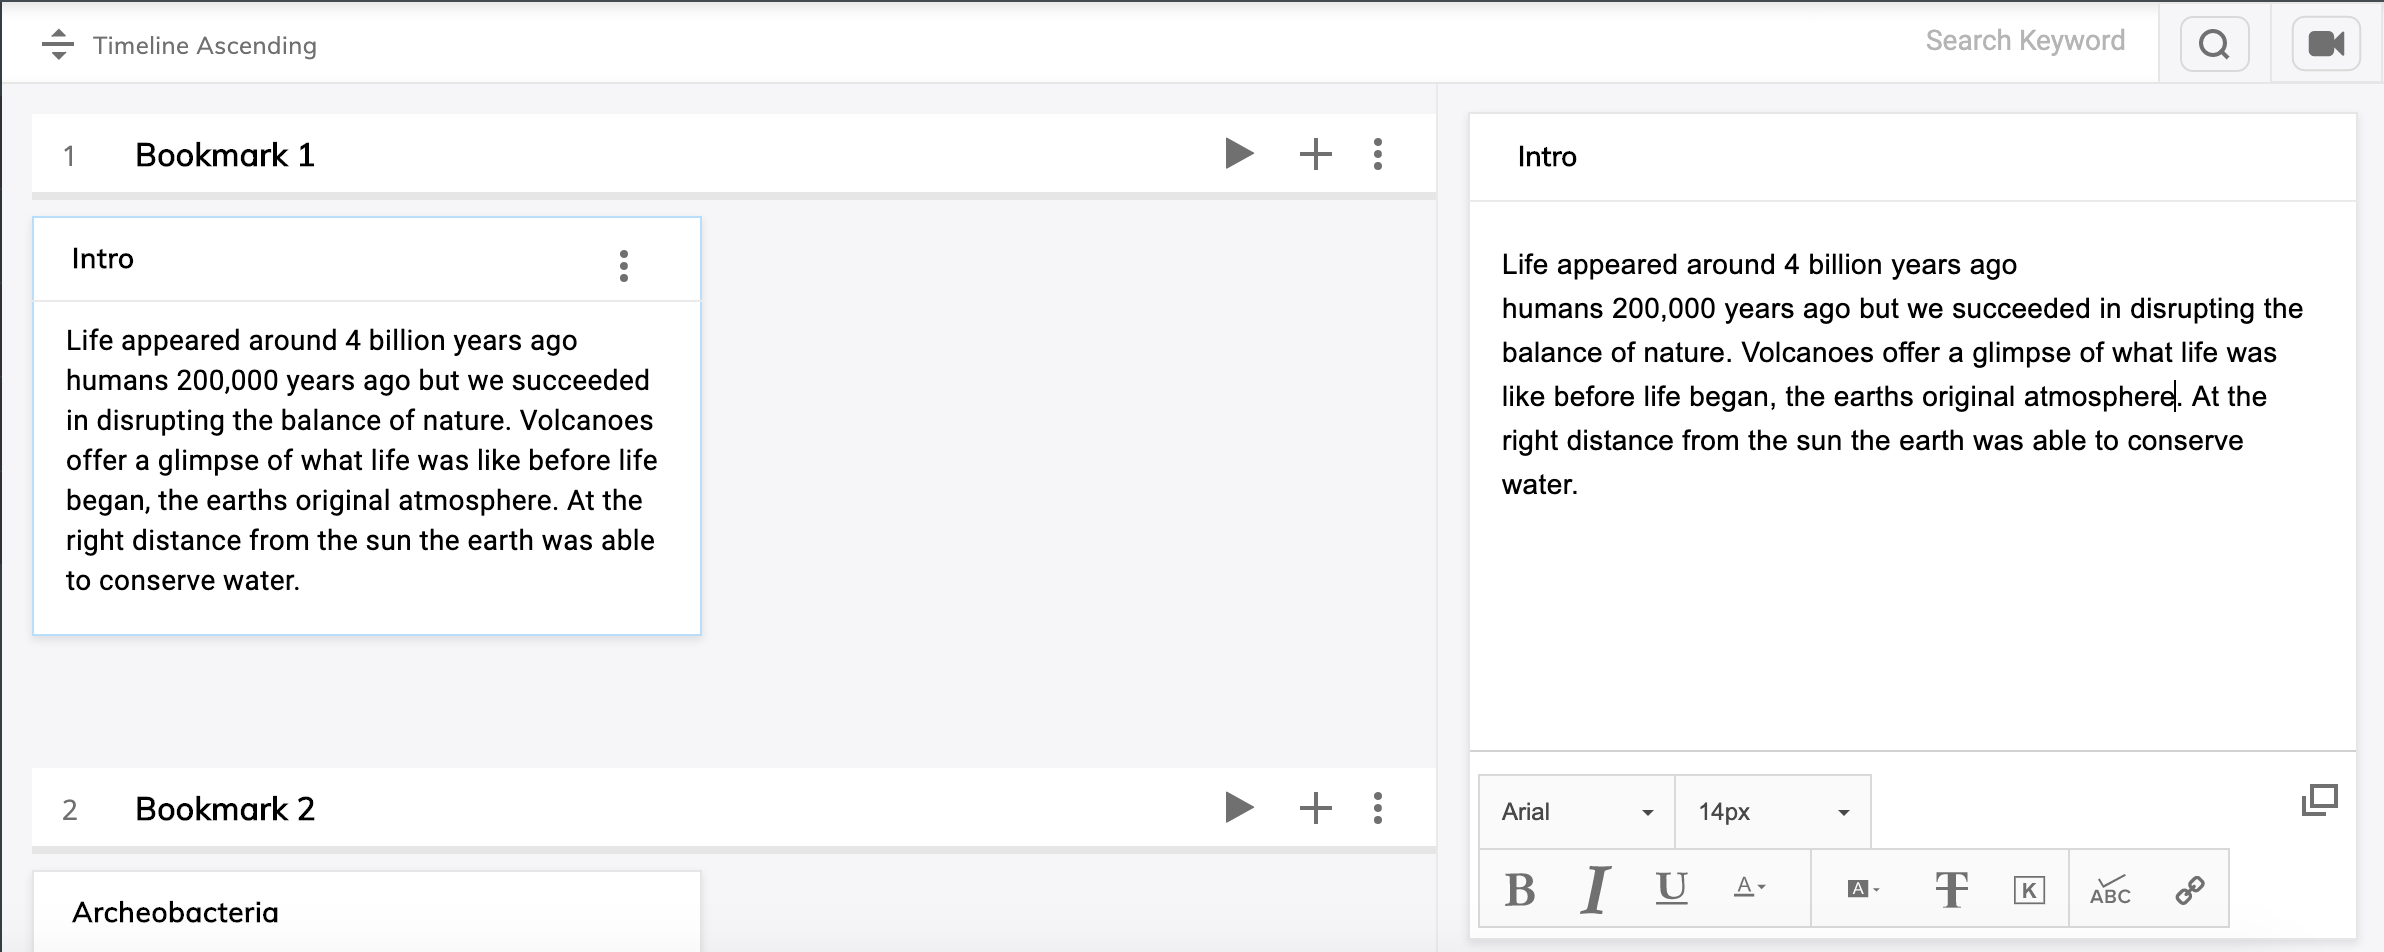 Timeline Ascending
Search Keyword
1 Bookmark 1
Intro
Life appeared around 4 billion years ago
humans 200,000 years ago but we succeeded
in disrupting the balance of nature. Volcanoes
offer a glimpse of what life was like before life
began, the earths original atmosphere. At the
right distance from the sun the earth was able
to conserve water.
2 Bookmark 2
Archeobacteria
Intro
Life appeared around 4 billion years ago
humans 200,000 years ago but we succeeded in disrupting the
balance of nature. Volcanoes offer a glimpse of what life was
like before life began, the earths original atmosphere. At the
right distance from the sun the earth was able to conserve
water.
Arial 14px
B I U A A T K ABC